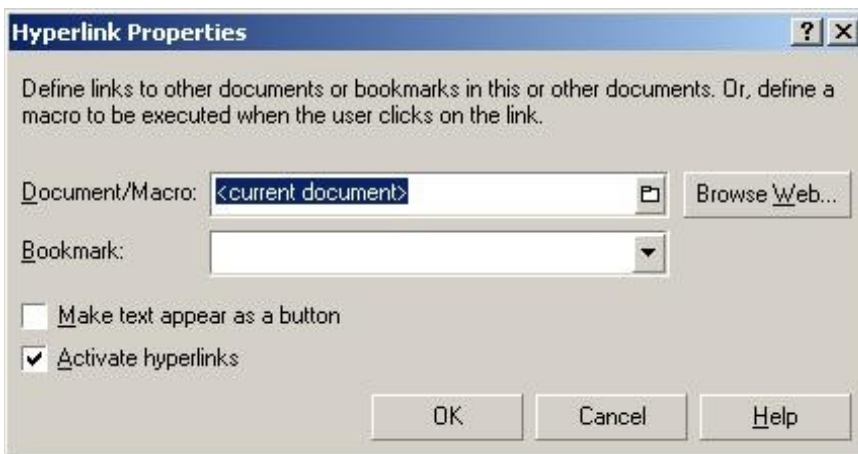 Hyperlink Properties
Define links to other documents or bookmarks in this or other documents. Or, define a
macro to be executed when the user clicks on the link.
Document/Macro: <current document> Browse Web...
Bookmark:
Make text appear as a button
Activate hyperlinks
OK Cancel Help